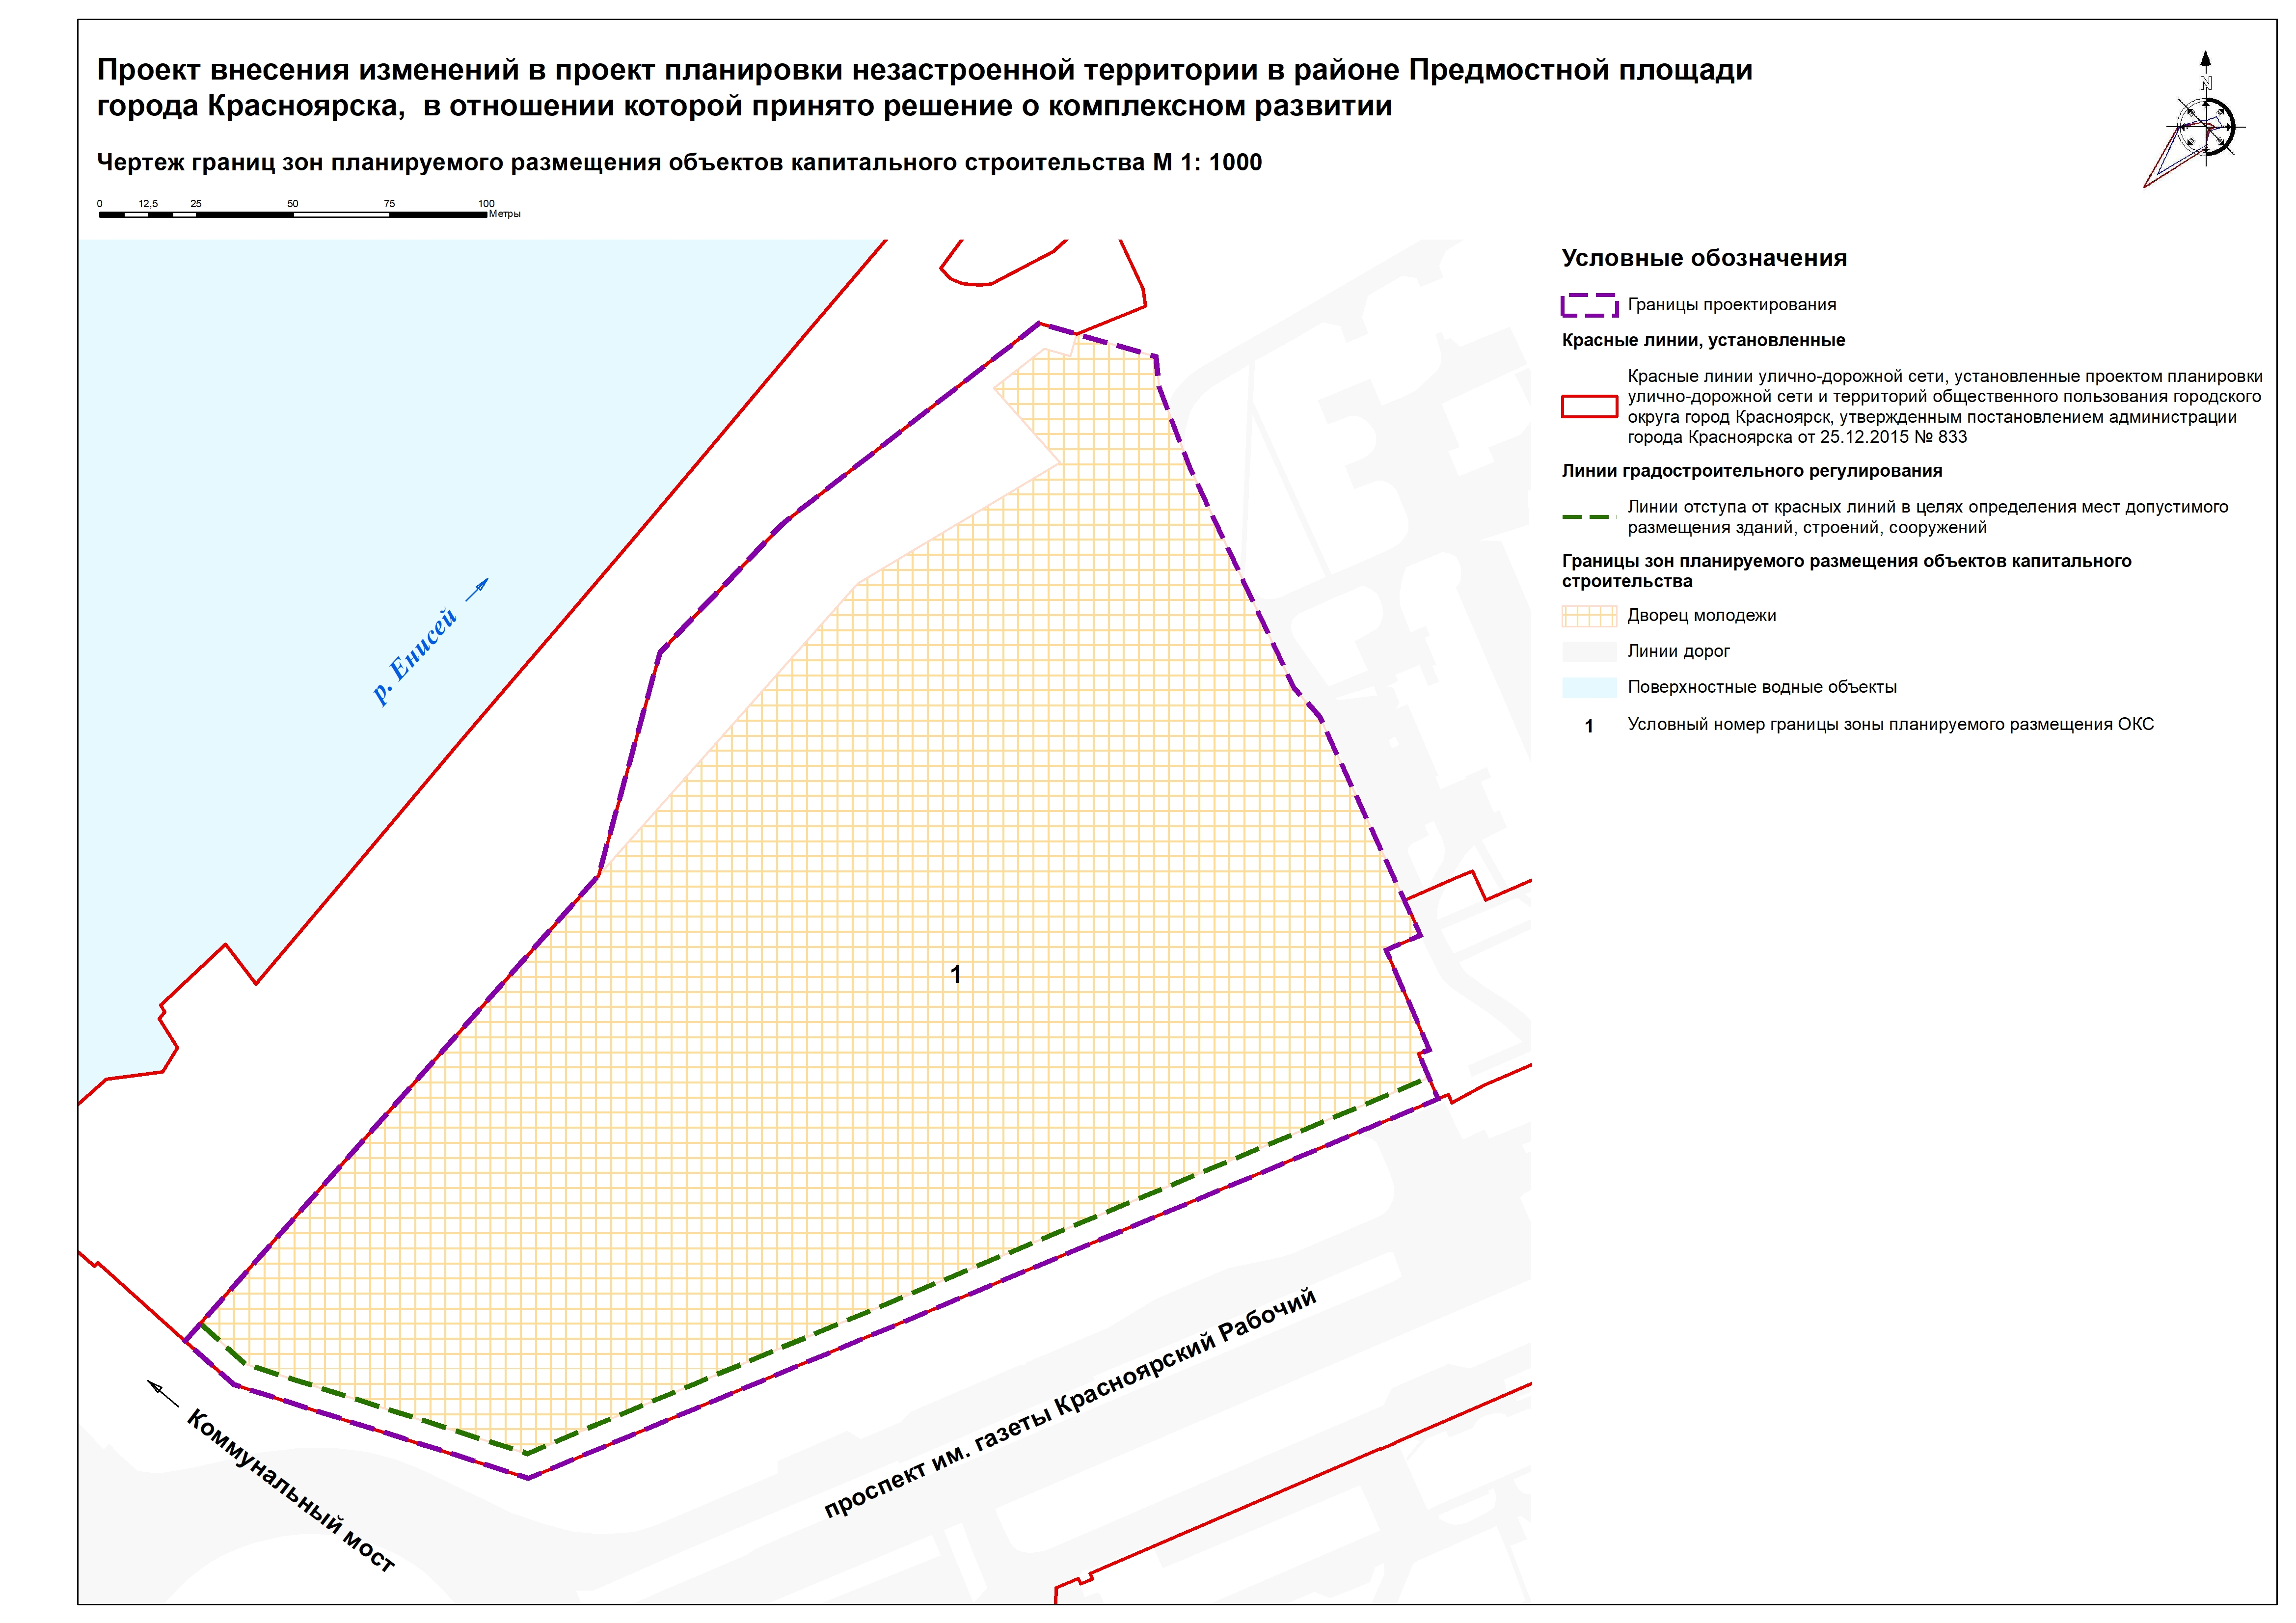 Проект внесения изменений в проект планировки незастроенной территории в районе Предмостной площади
города Красноярска, в отношении которой принято решение о комплексном развитии
Чертеж границ зон планируемого размещения объектов капитального строительства М 1: 1000
0 12,5 25 50 75 100
Метры
N
Условные обозначения
Границы проектирования
Красные линии, установленные
Красные линии улично-дорожной сети, установленные проектом планировки
улично-дорожной сети и территорий общественного пользования городского
округа город Красноярск, утвержденным постановлением администрации
города Красноярска от 25.12.2015 № 833
Линии градостроительного регулирования
Линии отступа от красных линий в целях определения мест допустимого
размещения зданий, строений, сооружений
Границы зон планируемого размещения объектов капитального
строительства
Дворец молодежи
Линии дорог
Поверхностные водные объекты
1 Условный номер границы зоны планируемого размещения ОКС
р. Енисей
1
проспект им. газеты Красноярский Рабочий
Коммунальный мост